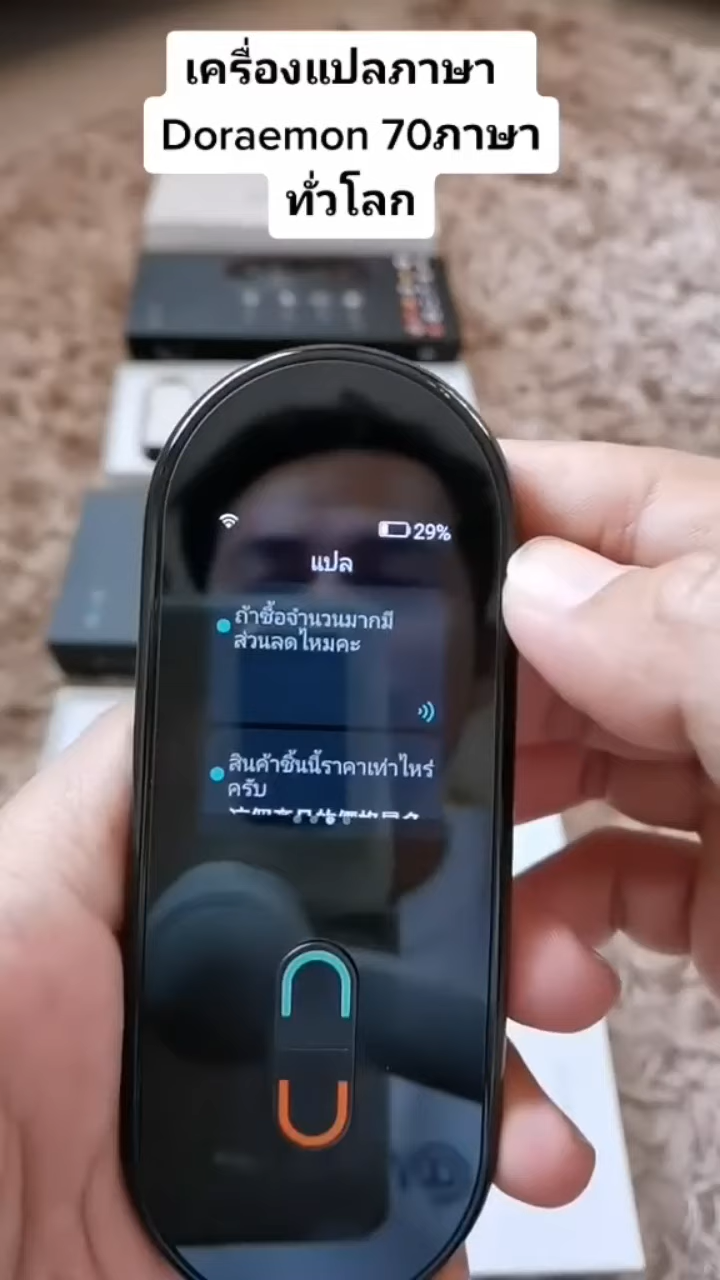 เครื่องแปลภาษา
Doraemon 70ภาษา
ทั่วโลก
29%
แปล
ถ้าซื้อจำนวนมากมี
ส่วนลดไหมคะ
สินค้าชิ้นนี้ราคาเท่าไหร่
ครับ